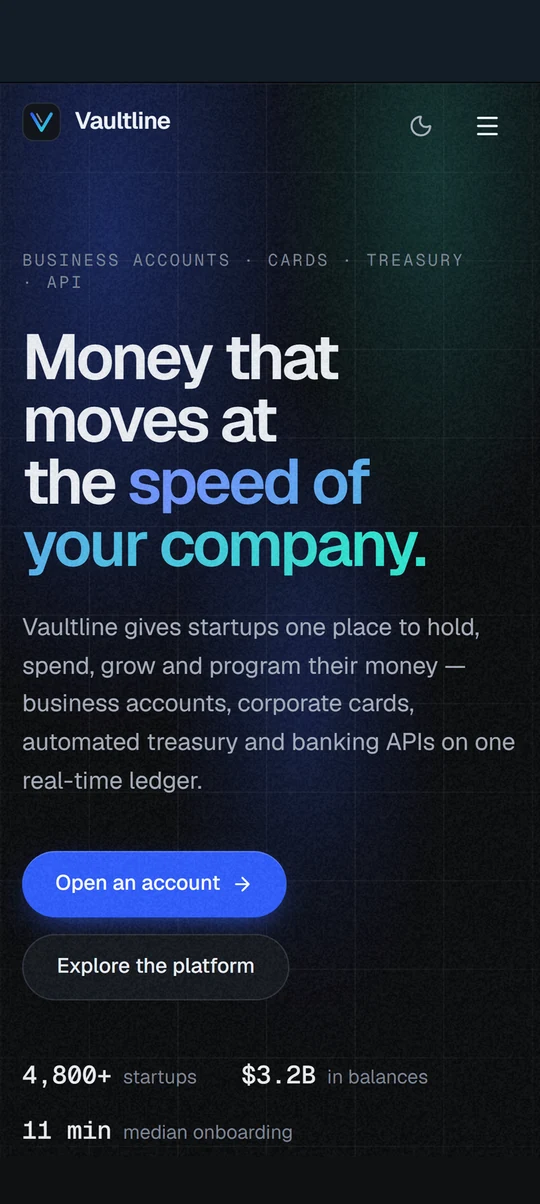 Vaultline
BUSINESS ACCOUNTS · CARDS · TREASURY
· API
Money that
moves at
the speed of
your company.
Vaultline gives startups one place to hold,
spend, grow and program their money —
business accounts, corporate cards,
automated treasury and banking APIs on one
real-time ledger.
Open an account →
Explore the platform
4,800+ startups $3.2B in balances
11 min median onboarding